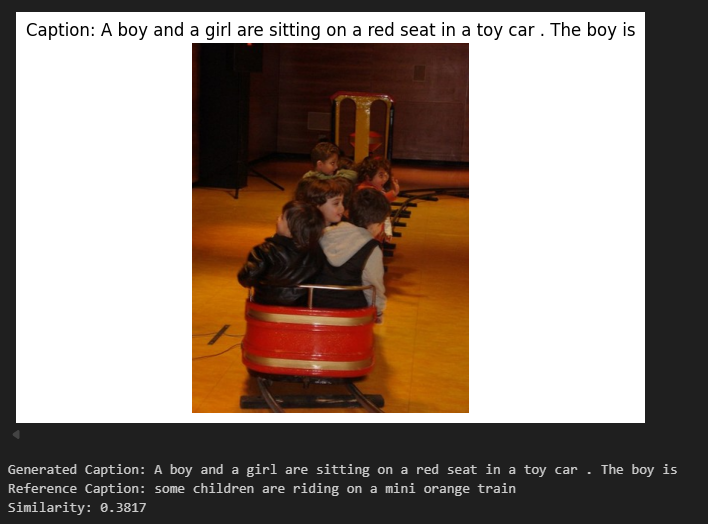 Caption: A boy and a girl are sitting on a red seat in a toy car . The boy is
Generated Caption: A boy and a girl are sitting on a red seat in a toy car . The boy is
Reference Caption: some children are riding on a mini orange train
Similarity: 0.3817